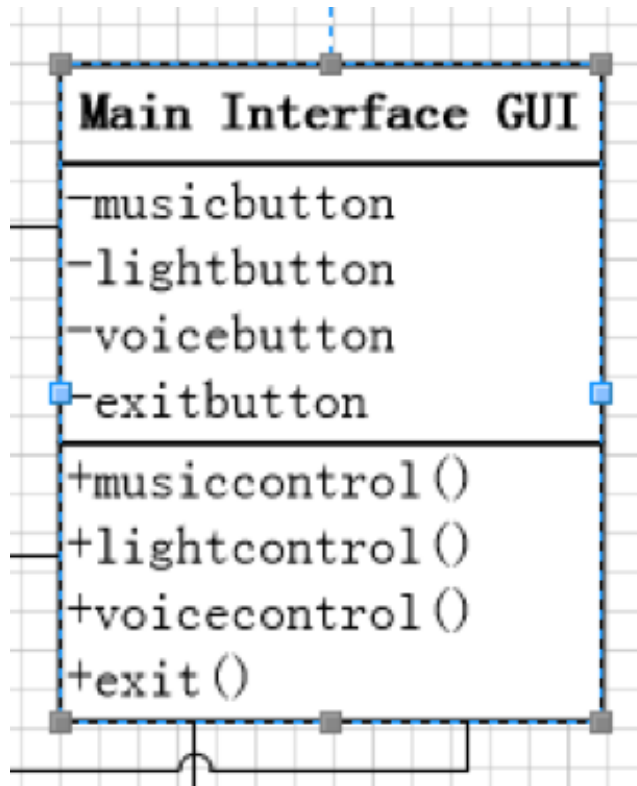 Main Interface GUI
-musicbutton
-lightbutton
-voicebutton
-exitbutton
+musiccontrol()
+lightcontrol()
+voicecontrol()
+exit()